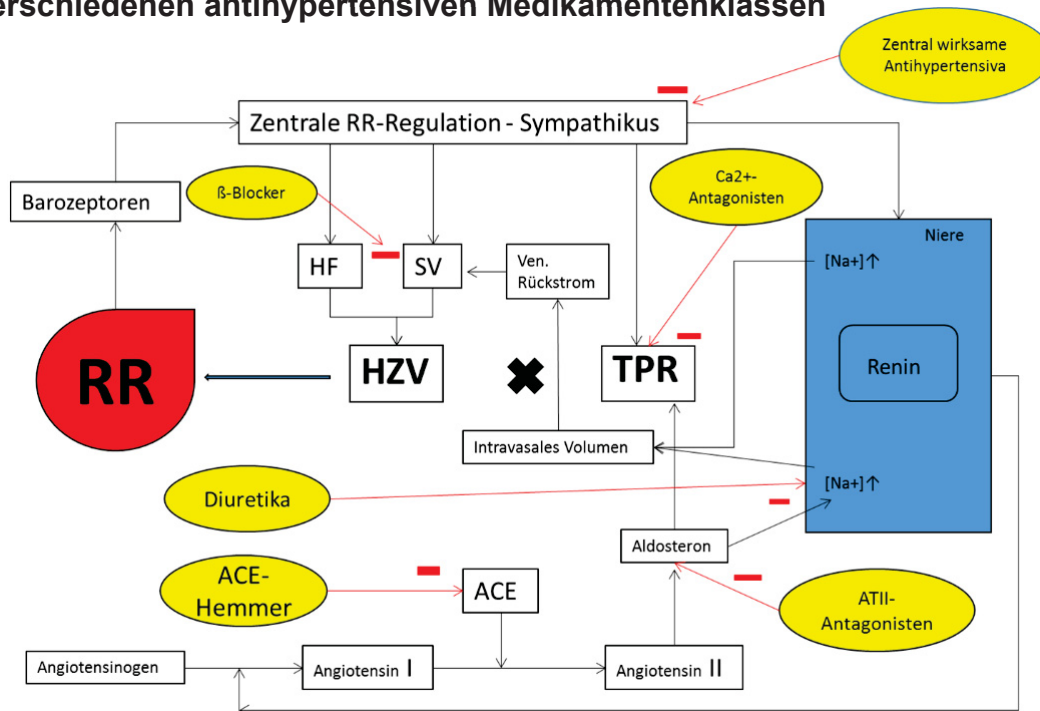 erschiedenen antihypertensiven Medikamentenklassen
Zentral wirksame
Antihypertensiva
Zentrale RR-Regulation - Sympathikus
Barozeptoren
ß-Blocker
Ca2+-
Antagonisten
Niere
HF
SV
Ven.
Rückstrom
[Na+]↑
RR
HZV
TPR
Renin
Intravasales Volumen
[Na+]↑
Diuretika
Aldosteron
ACE-
Hemmer
ACE
ATII-
Antagonisten
Angiotensinogen
Angiotensin I
Angiotensin II